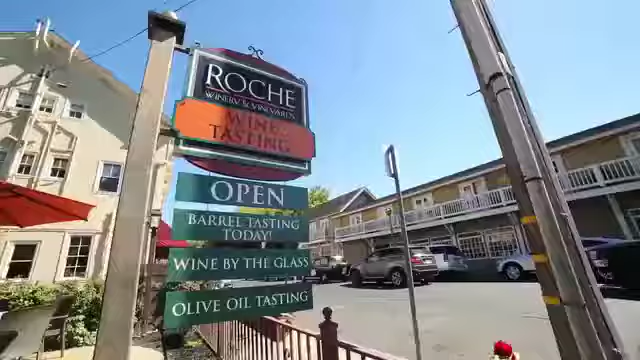 ROCHE
WINERY & VINEYARDS
WINE
TASTING
OPEN
BARREL TASTING
TODAY!
WINE BY THE GLASS
OLIVE OIL TASTING